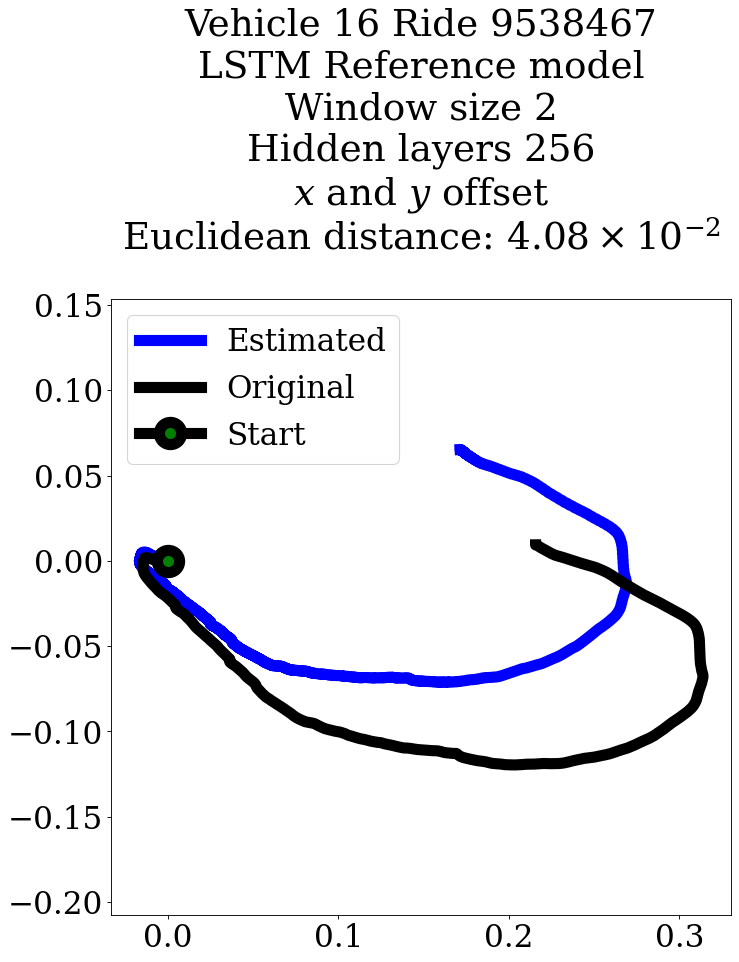 Vehicle 16 Ride 9538467
LSTM Reference model
Window size 2
Hidden layers 256
x and y offset
Euclidean distance: 4.08 × 10⁻²
0.15
0.10
0.05
0.00
−0.05
−0.10
−0.15
−0.20
Estimated
Original
Start
0.0 0.1 0.2 0.3